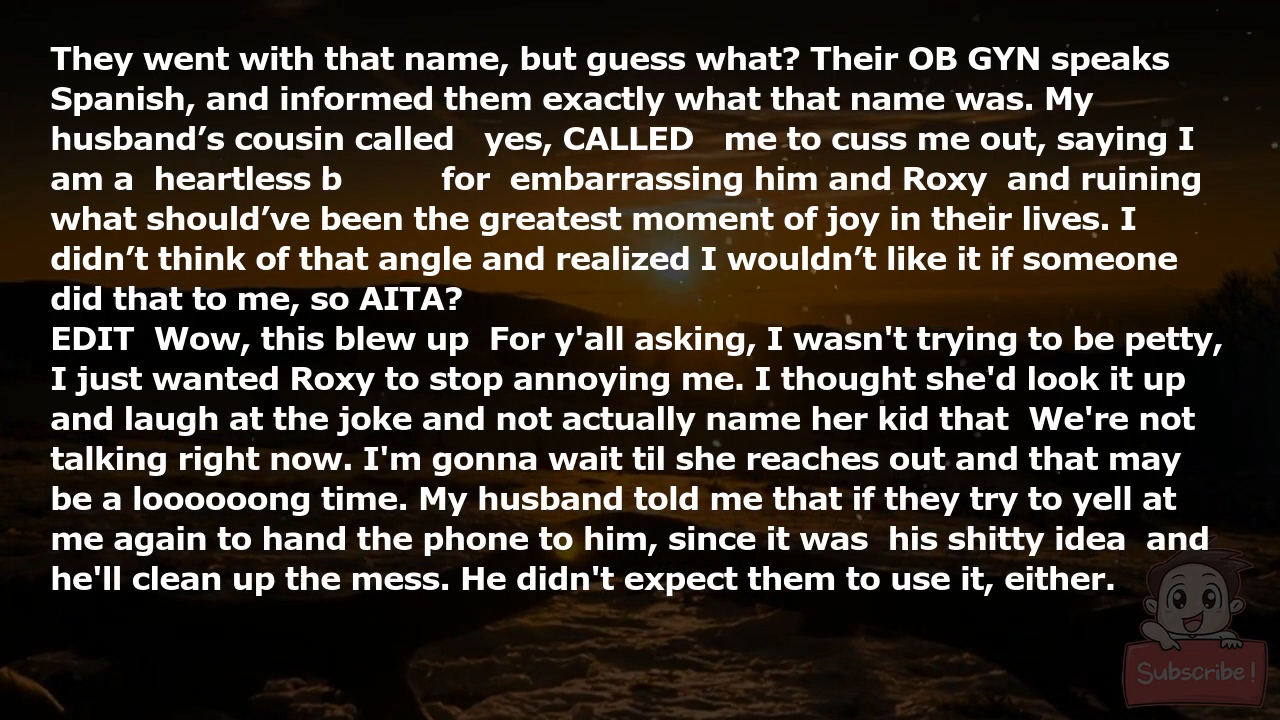 They went with that name, but guess what? Their OB GYN speaks
Spanish, and informed them exactly what that name was. My
husband’s cousin called   yes, CALLED   me to cuss me out, saying I
am a  heartless b          for  embarrassing him and Roxy  and ruining
what should’ve been the greatest moment of joy in their lives. I
didn’t think of that angle and realized I wouldn’t like it if someone
did that to me, so AITA?
EDIT  Wow, this blew up  For y'all asking, I wasn't trying to be petty,
I just wanted Roxy to stop annoying me. I thought she'd look it up
and laugh at the joke and not actually name her kid that  We're not
talking right now. I'm gonna wait til she reaches out and that may
be a loooooong time. My husband told me that if they try to yell at
me again to hand the phone to him, since it was  his shitty idea  and
he'll clean up the mess. He didn't expect them to use it, either.
Subscribe!